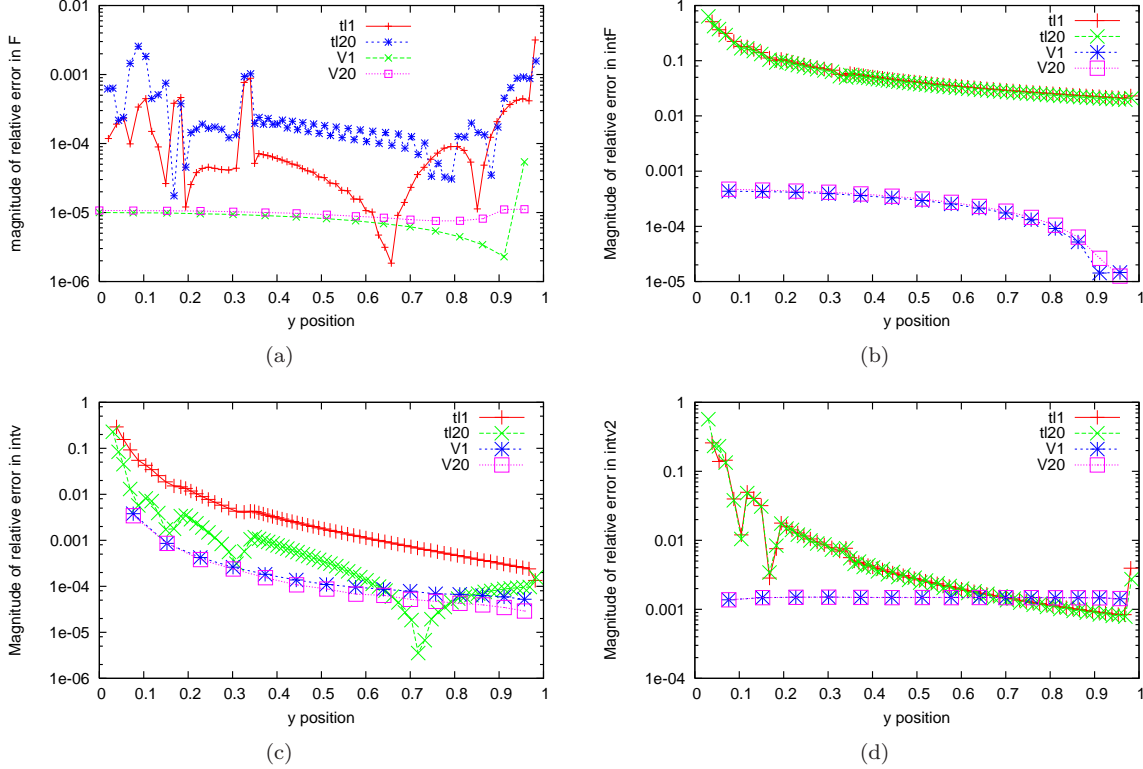 magnitude of relative error in F
0.01
0.001
1e-04
1e-05
1e-06
0 0.1 0.2 0.3 0.4 0.5 0.6 0.7 0.8 0.9 1
y position
tl1
tl20
V1
V20
(a)
Magnitude of relative error in intF
1
0.1
0.01
0.001
1e-04
1e-05
0 0.1 0.2 0.3 0.4 0.5 0.6 0.7 0.8 0.9 1
y position
tl1
tl20
V1
V20
(b)
Magnitude of relative error in intv
1
0.1
0.01
0.001
1e-04
1e-05
1e-06
0 0.1 0.2 0.3 0.4 0.5 0.6 0.7 0.8 0.9 1
y position
tl1
tl20
V1
V20
(c)
Magnitude of relative error in intv2
1
0.1
0.01
0.001
1e-04
0 0.1 0.2 0.3 0.4 0.5 0.6 0.7 0.8 0.9 1
y position
tl1
tl20
V1
V20
(d)